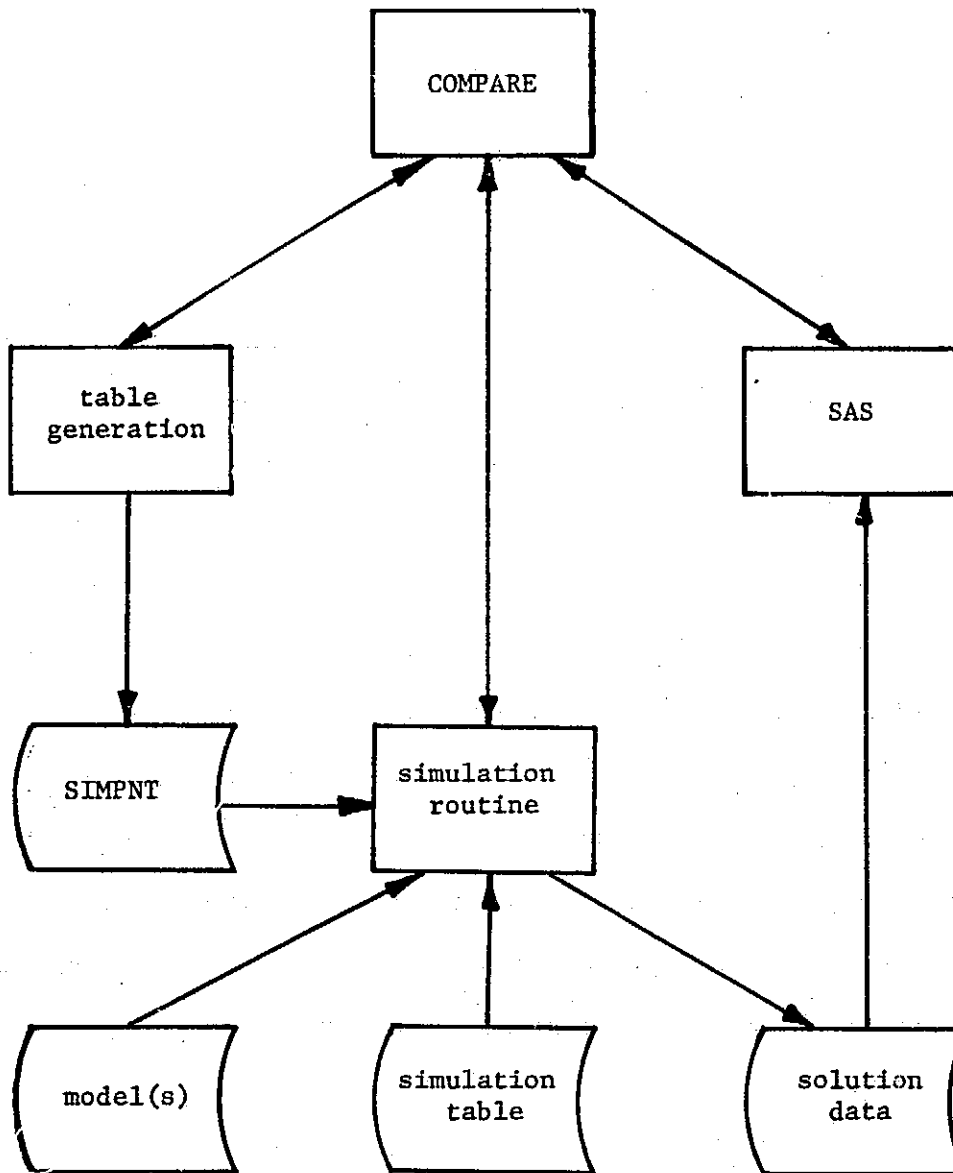 COMPARE
table
generation
SAS
SIMPNT
simulation
routine
model(s)
simulation
table
solution
data